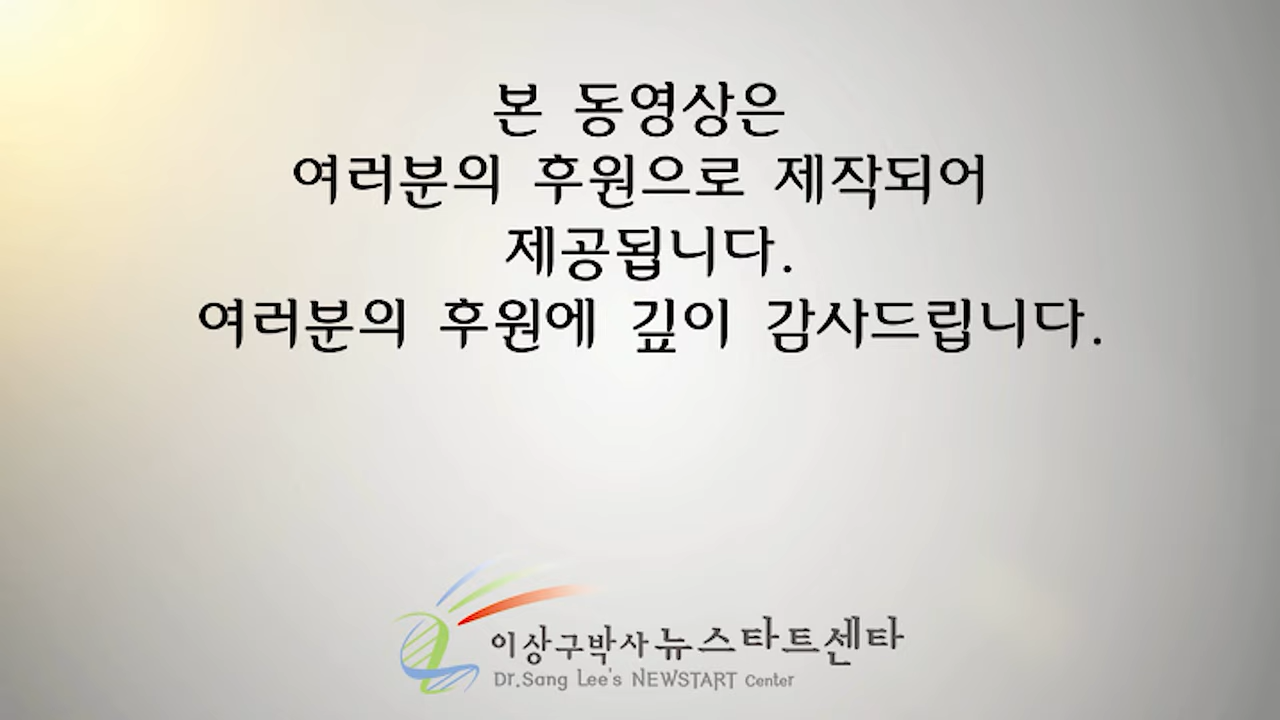 본 동영상은
여러분의 후원으로 제작되어
제공됩니다.
여러분의 후원에 깊이 감사드립니다.
이상구박사 뉴스타트센타
Dr.Sang Lee's NEWSTART Center